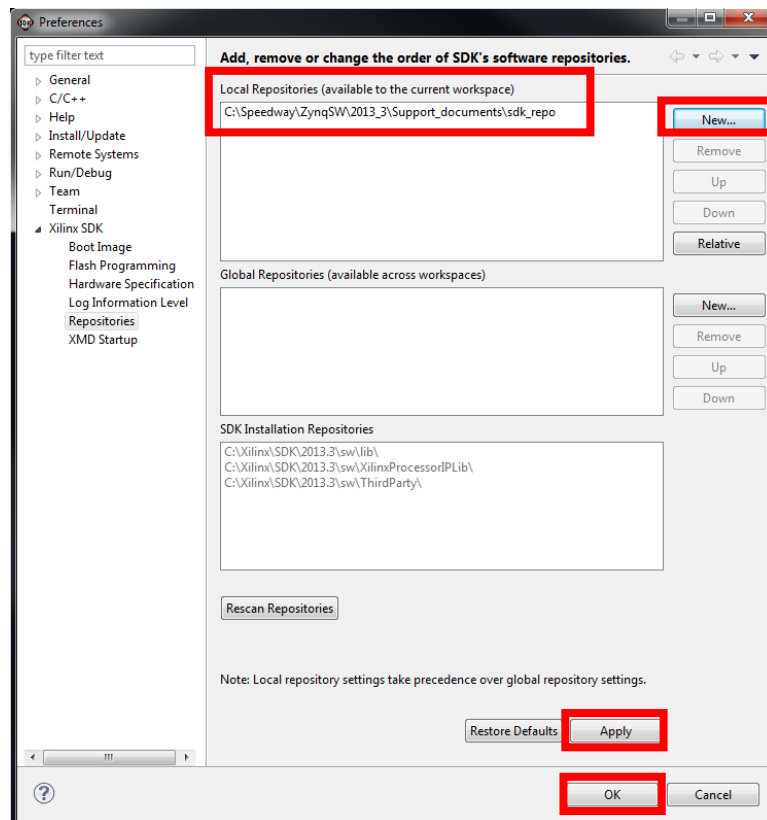 Preferences
type filter text
Add, remove or change the order of SDK's software repositories.
General
C/C++
Help
Install/Update
Remote Systems
Run/Debug
Team
Terminal
Xilinx SDK
Boot Image
Flash Programming
Hardware Specification
Log Information Level
Repositories
XMD Startup
Local Repositories (available to the current workspace)
C:\Speedway\ZynqSW\2013_3\Support_documents\sdk_repo
New...
Remove
Up
Down
Relative
Global Repositories (available across workspaces)
New...
Remove
Up
Down
SDK Installation Repositories
C:\Xilinx\SDK\2013.3\sw\lib\
C:\Xilinx\SDK\2013.3\sw\XilinxProcessorIPLib\
C:\Xilinx\SDK\2013.3\sw\ThirdParty\
Rescan Repositories
Note: Local repository settings take precedence over global repository settings.
Restore Defaults
Apply
OK
Cancel